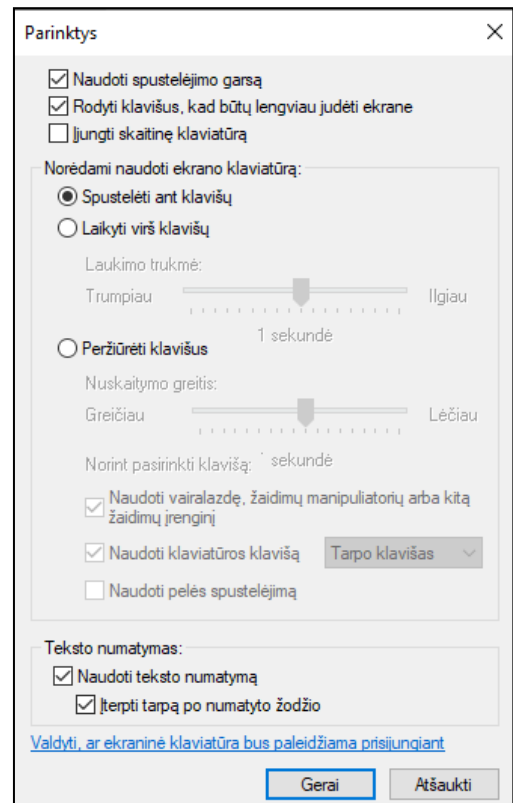 Parinktys
Naudoti spustelėjimo garsą
Rodyti klavišus, kad būtų lengviau judėti ekrane
Įjungti skaitinę klaviatūrą
Norėdami naudoti ekrano klaviatūrą:
Spustelėti ant klavišų
Laikyti virš klavišų
Laukimo trukmė:
Trumpiau Ilgiau
1 sekundė
Peržiūrėti klavišus
Nuskaitymo greitis:
Greičiau Lėčiau
Norint pasirinkti klavišą: sekundė
Naudoti vairalazdę, žaidimų manipuliatorių arba kitą
žaidimų įrenginį
Naudoti klaviatūros klavišą Tarpo klavišas
Naudoti pelės spustelėjimą
Teksto numatymas:
Naudoti teksto numatymą
Įterpti tarpą po numatyto žodžio
Valdyti, ar ekraninė klaviatūra bus paleidžiama prisijungiant
Gerai Atšaukti